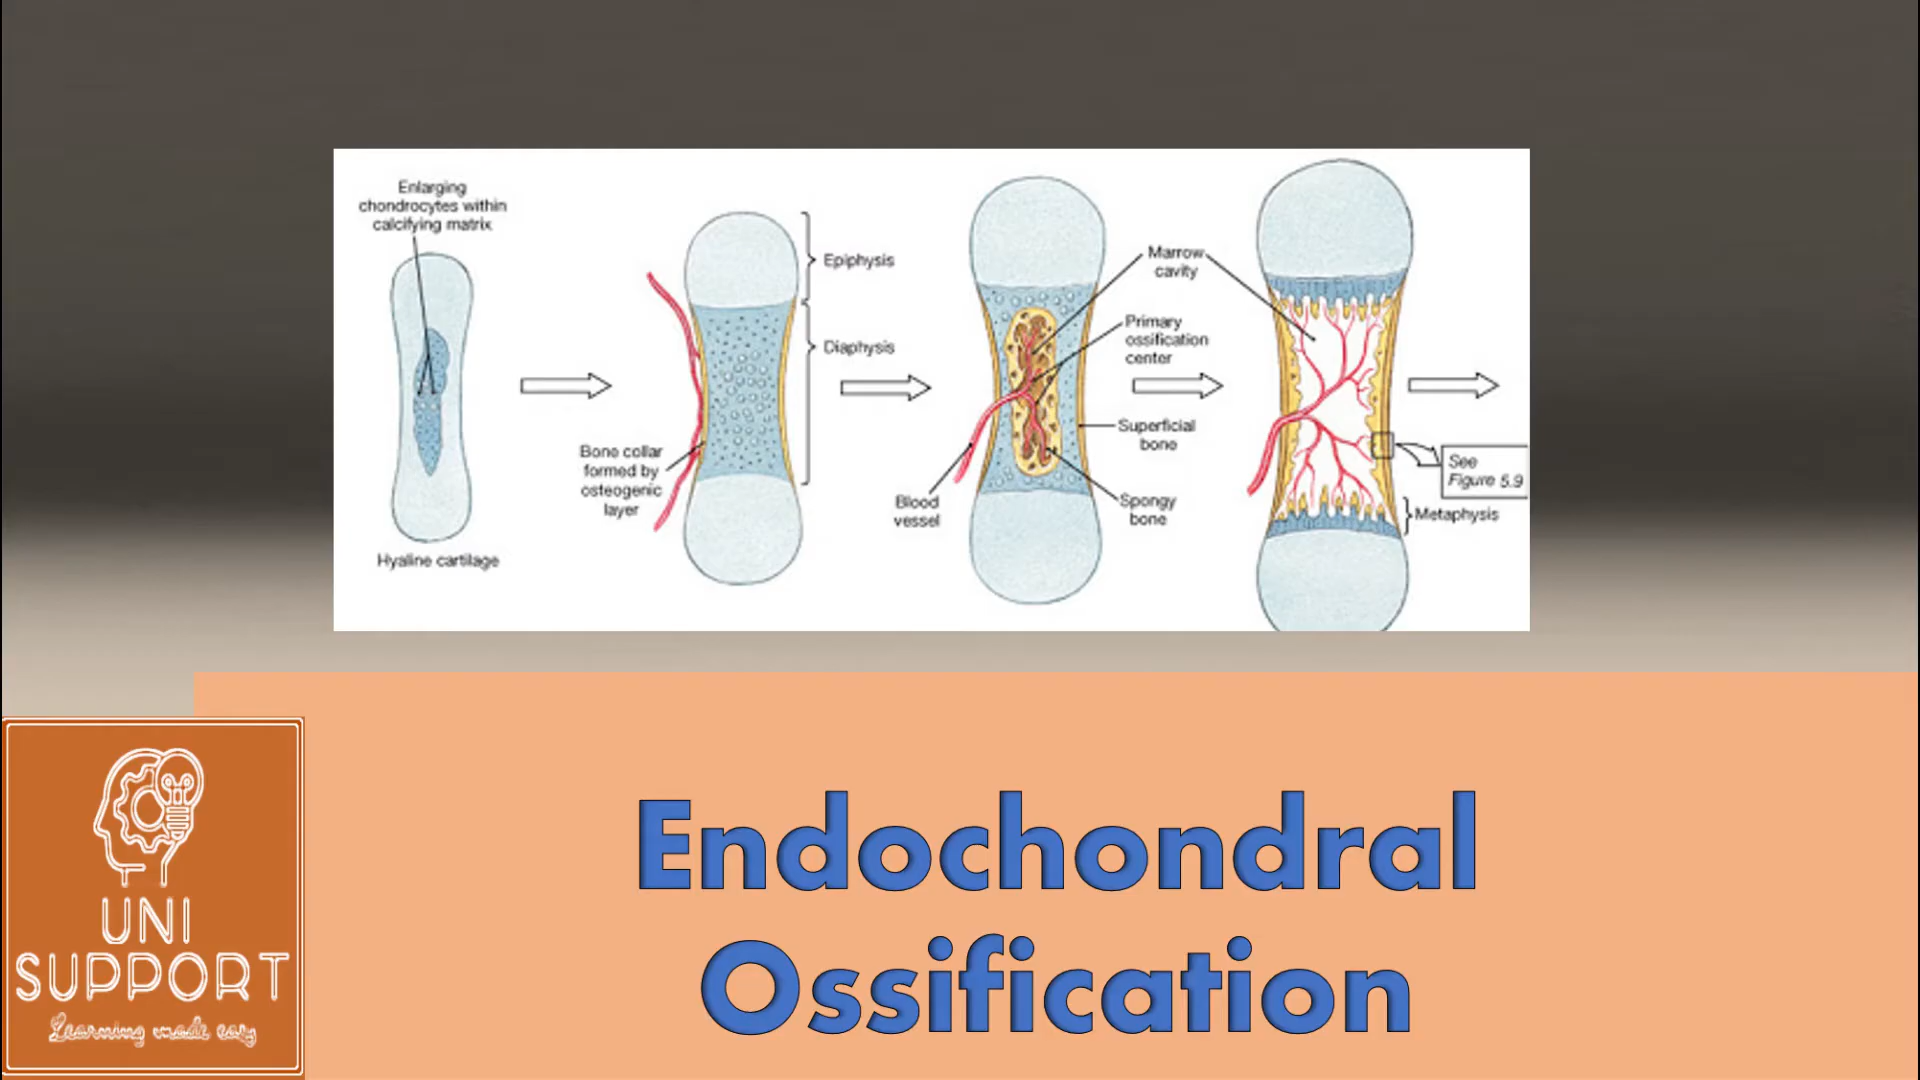 Enlarging
chondrocytes within
calcifying matrix
Hyaline cartilage
Epiphysis
Diaphysis
Bone collar
formed by
osteogenic
layer
Marrow
cavity
Primary
ossification
center
Superficial
bone
Spongy
bone
Blood
vessel
See
Figure 5.9
Metaphysis
Endochondral
Ossification
UNI
SUPPORT
Learning made easy